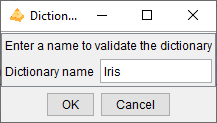 Diction...
Enter a name to validate the dictionary
Dictionary name Iris
OK Cancel